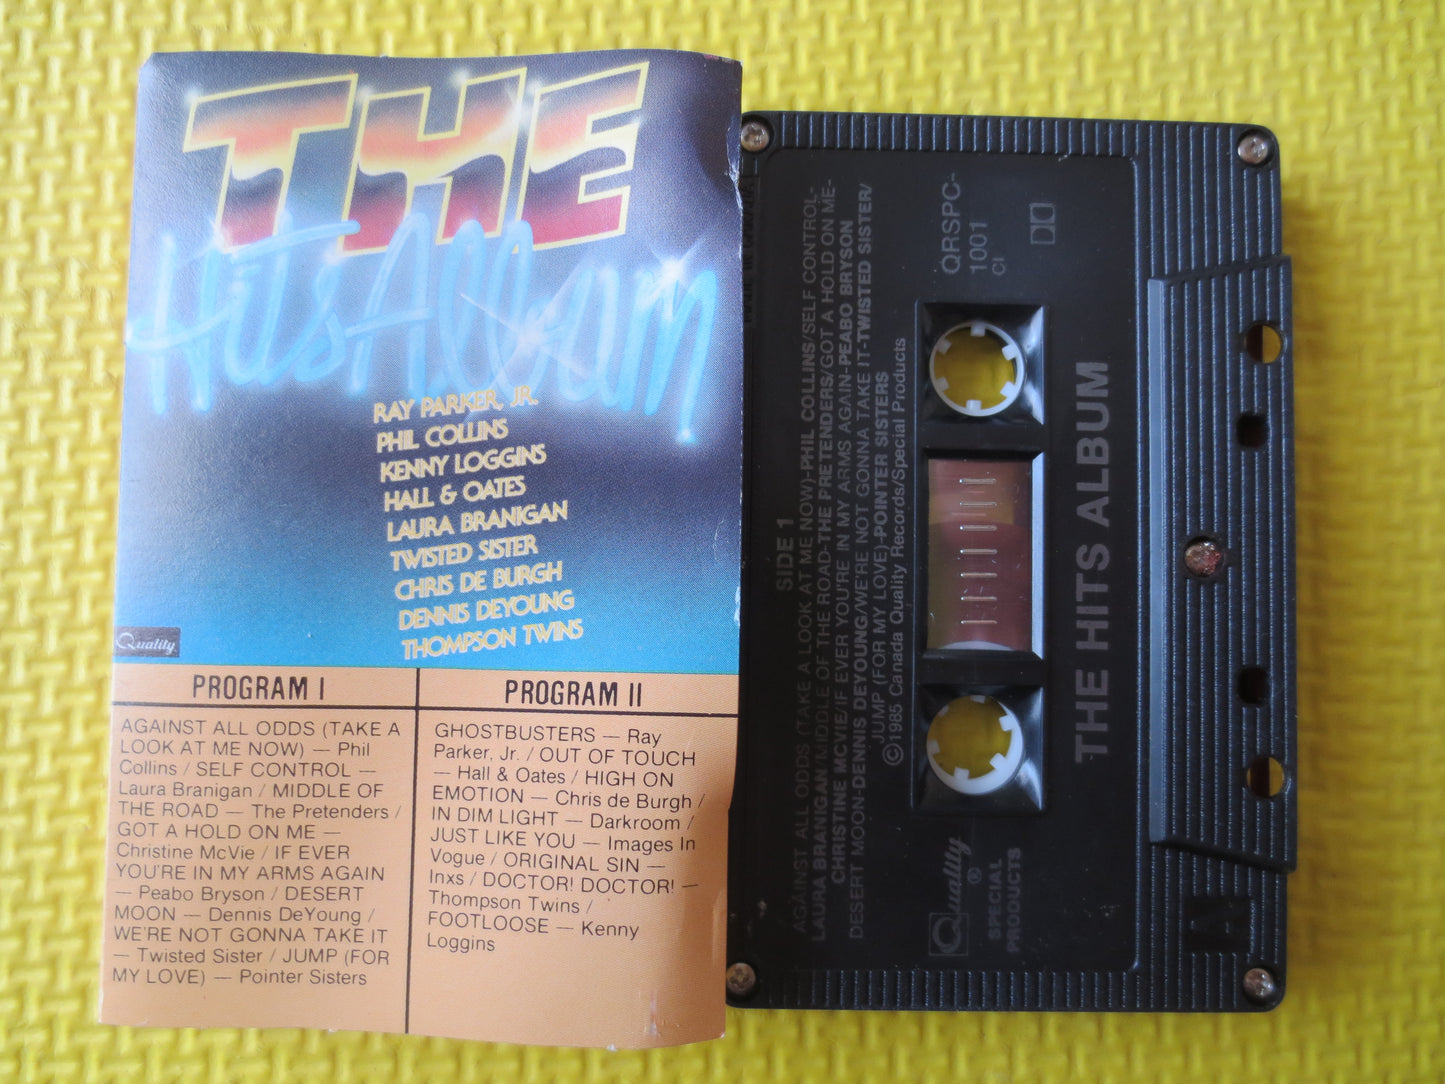 THE
Hits Album
RAY PARKER, JR.
PHIL COLLINS
KENNY LOGGINS
HALL & OATES
LAURA BRANIGAN
TWISTED SISTER
CHRIS DE BURGH
DENNIS DEYOUNG
THOMPSON TWINS
Quality
PROGRAM I
AGAINST ALL ODDS (TAKE A
LOOK AT ME NOW) — Phil
Collins / SELF CONTROL —
Laura Branigan / MIDDLE OF
THE ROAD — The Pretenders /
GOT A HOLD ON ME —
Christine McVie / IF EVER
YOU'RE IN MY ARMS AGAIN
— Peabo Bryson / DESERT
MOON — Dennis DeYoung /
WE'RE NOT GONNA TAKE IT
— Twisted Sister / JUMP (FOR
MY LOVE) — Pointer Sisters
PROGRAM II
GHOSTBUSTERS — Ray
Parker, Jr. / OUT OF TOUCH
— Hall & Oates / HIGH ON
EMOTION — Chris de Burgh /
IN DIM LIGHT — Darkroom /
JUST LIKE YOU — Images In
Vogue / ORIGINAL SIN —
Inxs / DOCTOR! DOCTOR! —
Thompson Twins /
FOOTLOOSE — Kenny
Loggins
SIDE 1
AGAINST ALL ODDS (TAKE A LOOK AT ME NOW)-PHIL COLLINS/SELF CONTROL-
LAURA BRANIGAN/MIDDLE OF THE ROAD-THE PRETENDERS/GOT A HOLD ON ME-
CHRISTINE MCVIE/IF EVER YOU'RE IN MY ARMS AGAIN-PEABO BRYSON
DESERT MOON-DENNIS DEYOUNG/WE'RE NOT GONNA TAKE IT-TWISTED SISTER/
JUMP (FOR MY LOVE)-POINTER SISTERS
©1985 Canada Quality Records/Special Products
QRSPC-
1001
CI
Quality
®
SPECIAL
PRODUCTS
THE HITS ALBUM
A